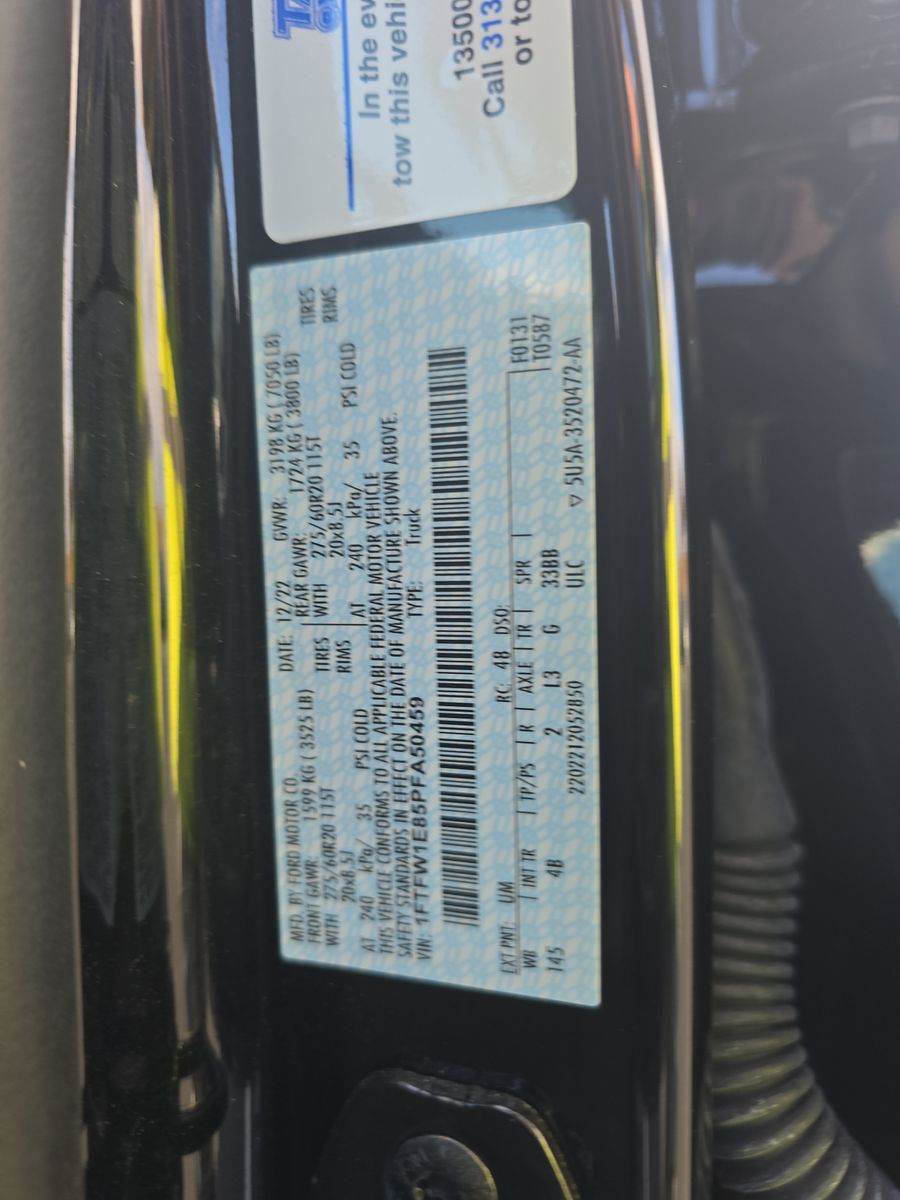 In the ev
tow this vehi
13500
Call 313
or to
MFD. BY FORD MOTOR CO.
DATE: 12/22 GVWR: 3198 KG (7050 LB)
FRONT GAWR: 1599 KG (3525 LB) REAR GAWR: 1724 KG (3800 LB)
WITH 275/60R20 115T TIRES WITH 275/60R20 115T TIRES
20x8.5J RIMS 20x8.5J RIMS
AT 240 kPa/ 35 PSI COLD AT 240 kPa/ 35 PSI COLD
THIS VEHICLE CONFORMS TO ALL APPLICABLE FEDERAL MOTOR VEHICLE
SAFETY STANDARDS IN EFFECT ON THE DATE OF MANUFACTURE SHOWN ABOVE.
VIN: 1FTFW1E85PFA50459 TYPE: Truck
EXT PNT: UM RC: 48 DSO: F0131
WB | INT TR | TP/PS | R | AXLE | TR | SPR | T0587
145 4B 2 L3 G 33BB
2202212052850 ULC
▽ 5U5A-3520472-AA